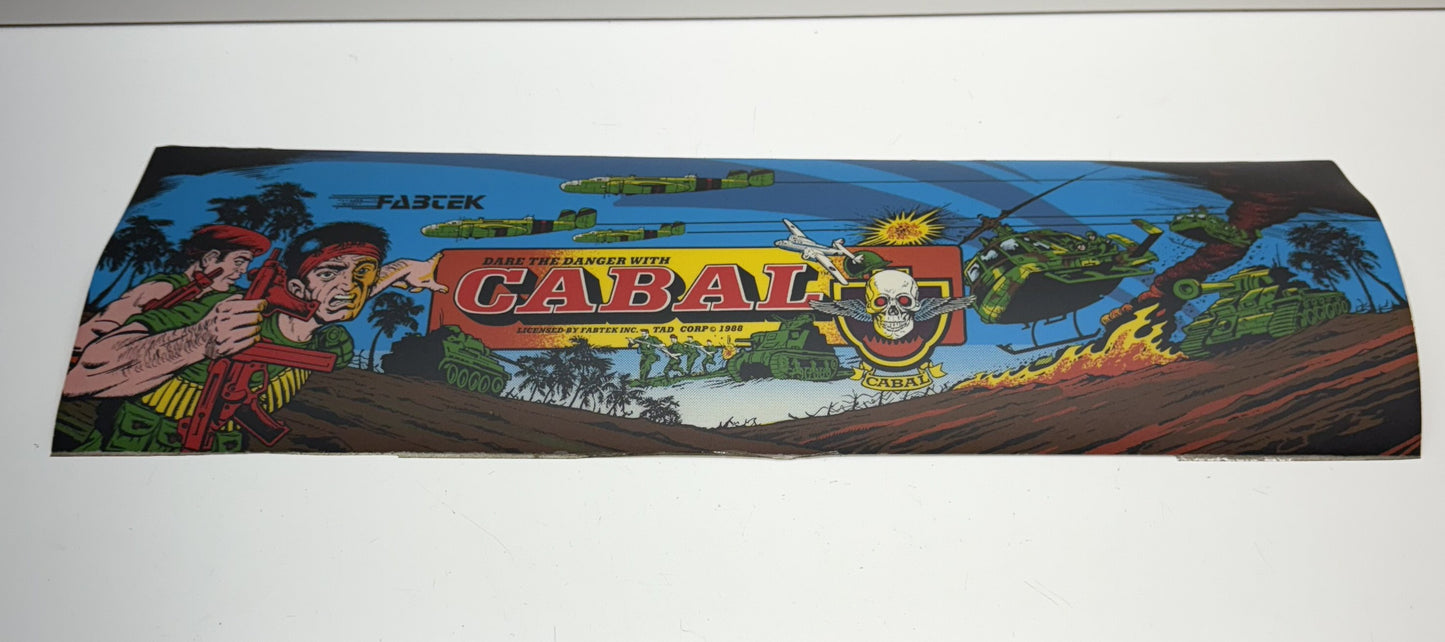 FABTEK
DARE THE DANGER WITH
CABAL
LICENSED BY FABTEK INC. TAD CORP © 1988
CABAL